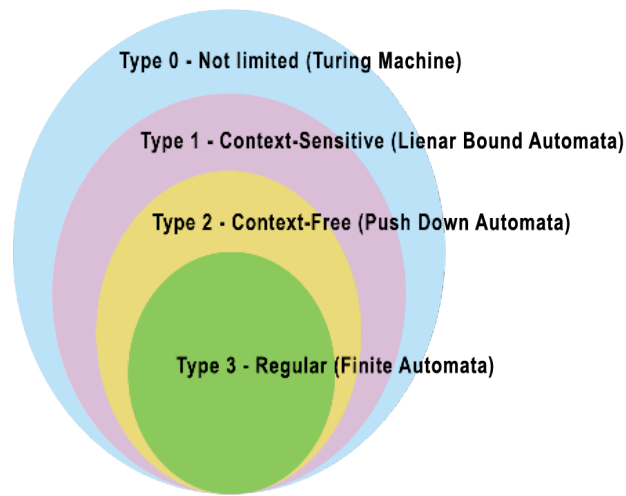 Type 0 - Not limited (Turing Machine)
Type 1 - Context-Sensitive (Lienar Bound Automata)
Type 2 - Context-Free (Push Down Automata)
Type 3 - Regular (Finite Automata)